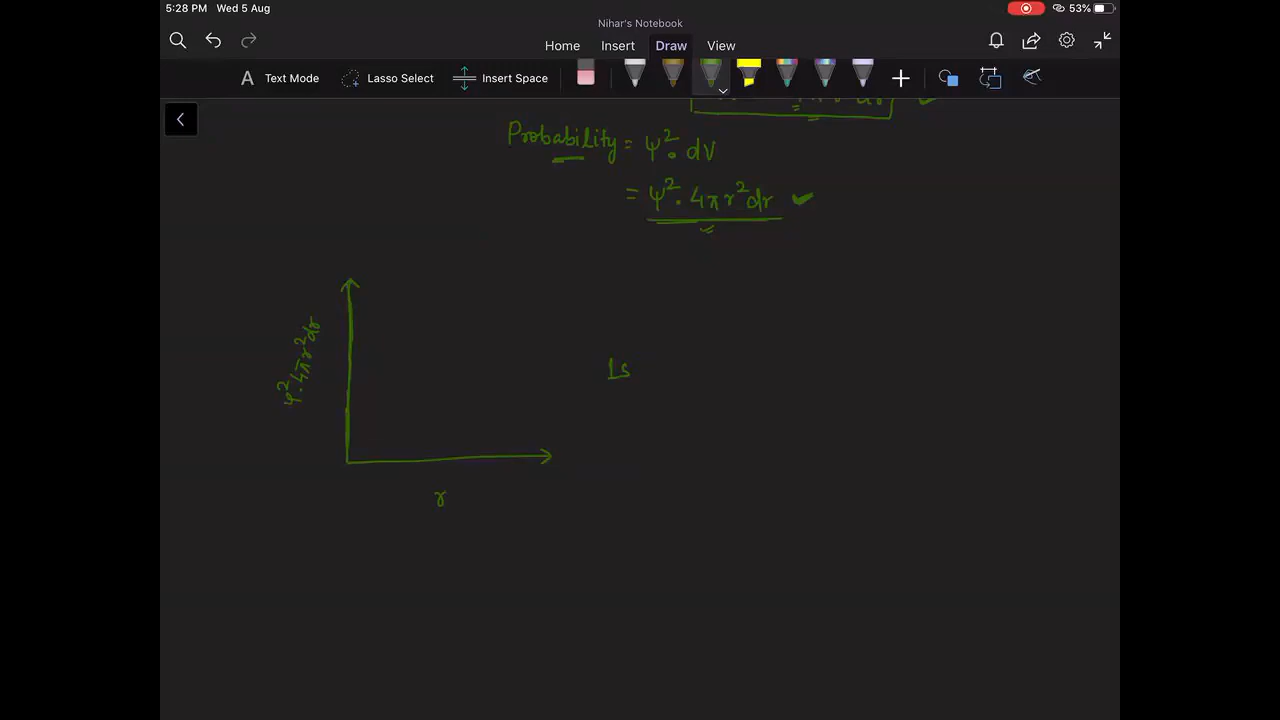 5:28 PM Wed 5 Aug
53%
Nihar's Notebook
Home Insert Draw View
A Text Mode Lasso Select Insert Space
Probability = ψ². dV
= ψ². 4πr²dr ✓
ψ². 4πr²dr
1s
r